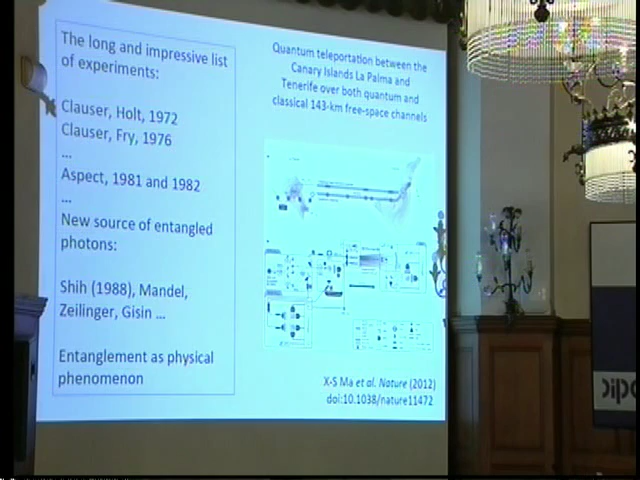 The long and impressive list
of experiments:
Clauser, Holt, 1972
Clauser, Fry, 1976
...
Aspect, 1981 and 1982
...
New source of entangled
photons:
Shih (1988), Mandel,
Zeilinger, Gisin ...
Entanglement as physical
phenomenon
Quantum teleportation between the
Canary Islands La Palma and
Tenerife over both quantum and
classical 143-km free-space channels
X-S Ma et al. Nature (2012)
doi:10.1038/nature11472